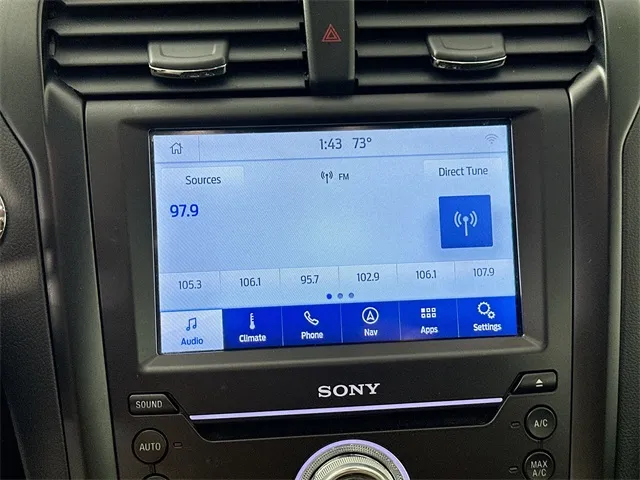 1:43 73°
Sources FM Direct Tune
97.9
105.3 106.1 95.7 102.9 106.1 107.9
Audio Climate Phone Nav Apps Settings
SONY
SOUND
A/C
AUTO
MAX
A/C